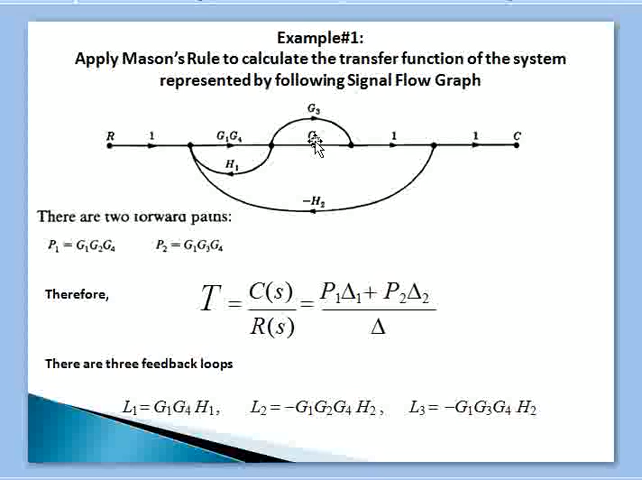 Example#1:
Apply Mason's Rule to calculate the transfer function of the system
represented by following Signal Flow Graph
G₃
R 1 G₁G₄ 1 1 C
H₁
−H₂
There are two forward paths:
P₁ = G₁G₂G₄ P₂ = G₁G₃G₄
Therefore,
T = C(s)/R(s) = P₁Δ₁ + P₂Δ₂/Δ
There are three feedback loops
L₁ = G₁G₄ H₁, L₂ = −G₁G₂G₄ H₂, L₃ = −G₁G₃G₄ H₂